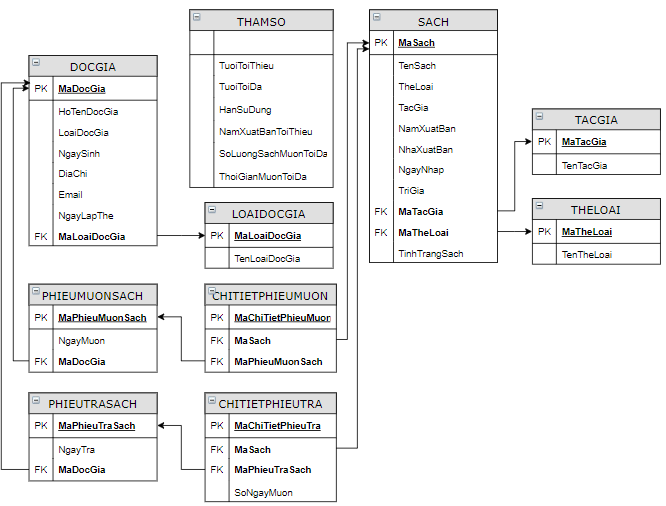 DOCGIA
PK MaDocGia
HoTenDocGia
LoaiDocGia
NgaySinh
DiaChi
Email
NgayLapThe
FK MaLoaiDocGia
THAMSO
TuoiToiThieu
TuoiToiDa
HanSuDung
NamXuatBanToiThieu
SoLuongSachMuonToiDa
ThoiGianMuonToiDa
SACH
PK MaSach
TenSach
TheLoai
TacGia
NamXuatBan
NhaXuatBan
NgayNhap
TriGia
FK MaTacGia
FK MaTheLoai
TinhTrangSach
TACGIA
PK MaTacGia
TenTacGia
LOAIDOCGIA
PK MaLoaiDocGia
TenLoaiDocGia
THELOAI
PK MaTheLoai
TenTheLoai
PHIEUMUONSACH
PK MaPhieuMuonSach
NgayMuon
FK MaDocGia
CHITIETPHIEUMUON
PK MaChiTietPhieuMuon
FK MaSach
FK MaPhieuMuonSach
PHIEUTRASACH
PK MaPhieuTraSach
NgayTra
FK MaDocGia
CHITIETPHIEUTRA
PK MaChiTietPhieuTra
FK MaSach
FK MaPhieuTraSach
SoNgayMuon